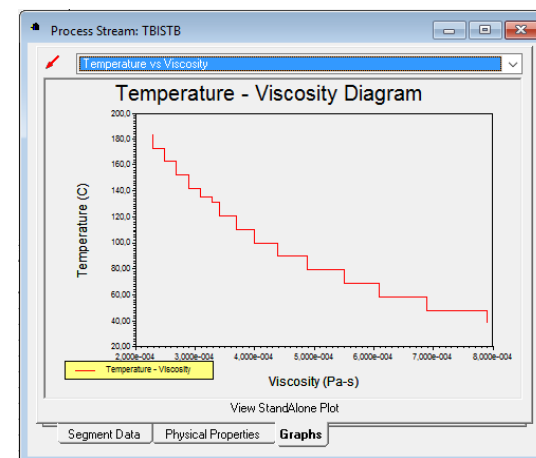 Process Stream: TBISTB
Temperature vs Viscosity
Temperature - Viscosity Diagram
200,0
180,0
160,0
140,0
120,0
100,0
80,00
60,00
40,00
20,00
Temperature (C)
2,000e-004 3,000e-004 4,000e-004 5,000e-004 6,000e-004 7,000e-004 8,000e-004
Temperature - Viscosity
Viscosity (Pa-s)
View StandAlone Plot
Segment Data Physical Properties Graphs